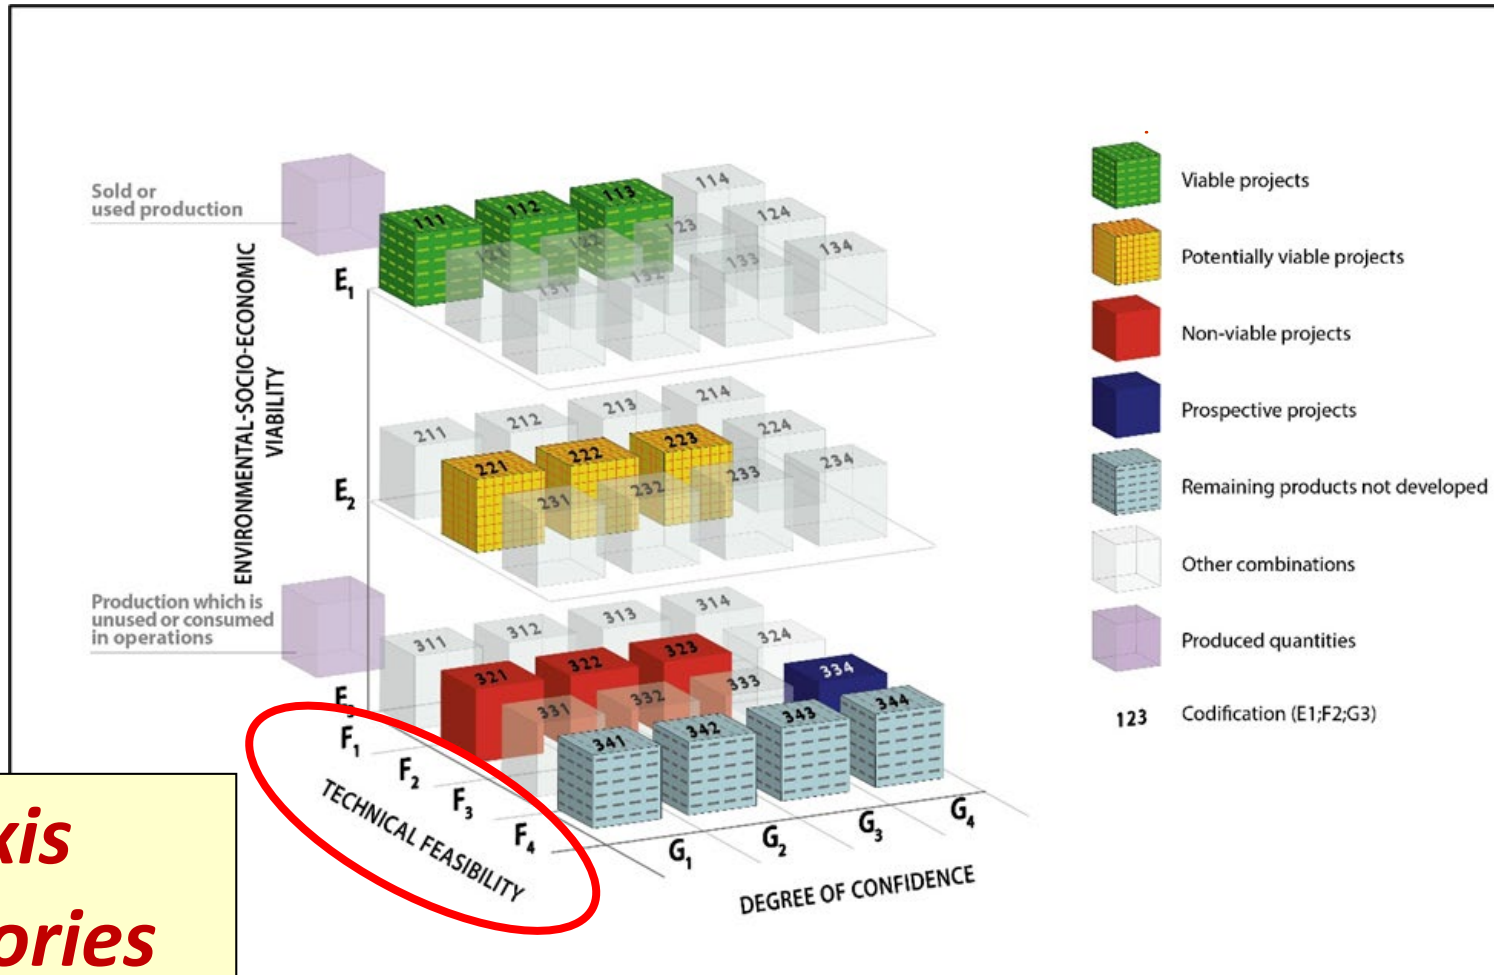 Sold or
used production
ENVIRONMENTAL-SOCIO-ECONOMIC
VIABILITY
Production which is
unused or consumed
in operations
E1
E2
E3
111
112
113
114
121
122
123
124
131
132
133
134
211
212
213
214
221
222
223
224
231
232
233
234
311
312
313
314
321
322
323
324
331
332
333
334
341
342
343
344
F1
F2
F3
F4
TECHNICAL FEASIBILITY
G1
G2
G3
G4
DEGREE OF CONFIDENCE
Viable projects
Potentially viable projects
Non-viable projects
Prospective projects
Remaining products not developed
Other combinations
Produced quantities
123 Codification (E1;F2;G3)
xis
ories